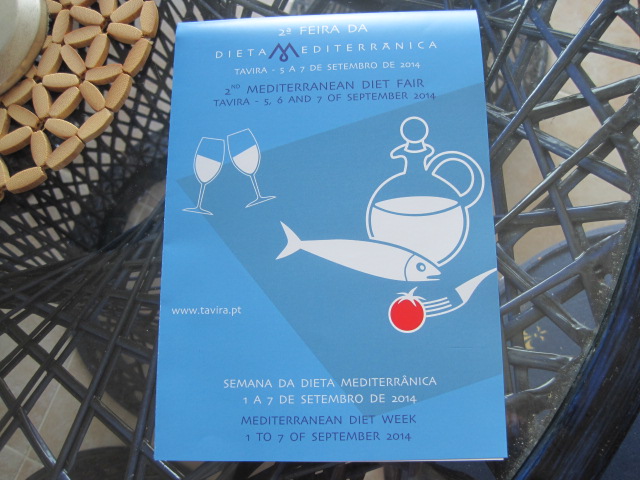 2ª FEIRA DA
DIETA MEDITERRÂNICA
TAVIRA - 5 A 7 DE SETEMBRO DE 2014
2ND MEDITERRANEAN DIET FAIR
TAVIRA - 5, 6 AND 7 OF SEPTEMBER 2014
www.tavira.pt
SEMANA DA DIETA MEDITERRÂNICA
1 A 7 DE SETEMBRO DE 2014
MEDITERRANEAN DIET WEEK
1 TO 7 OF SEPTEMBER 2014